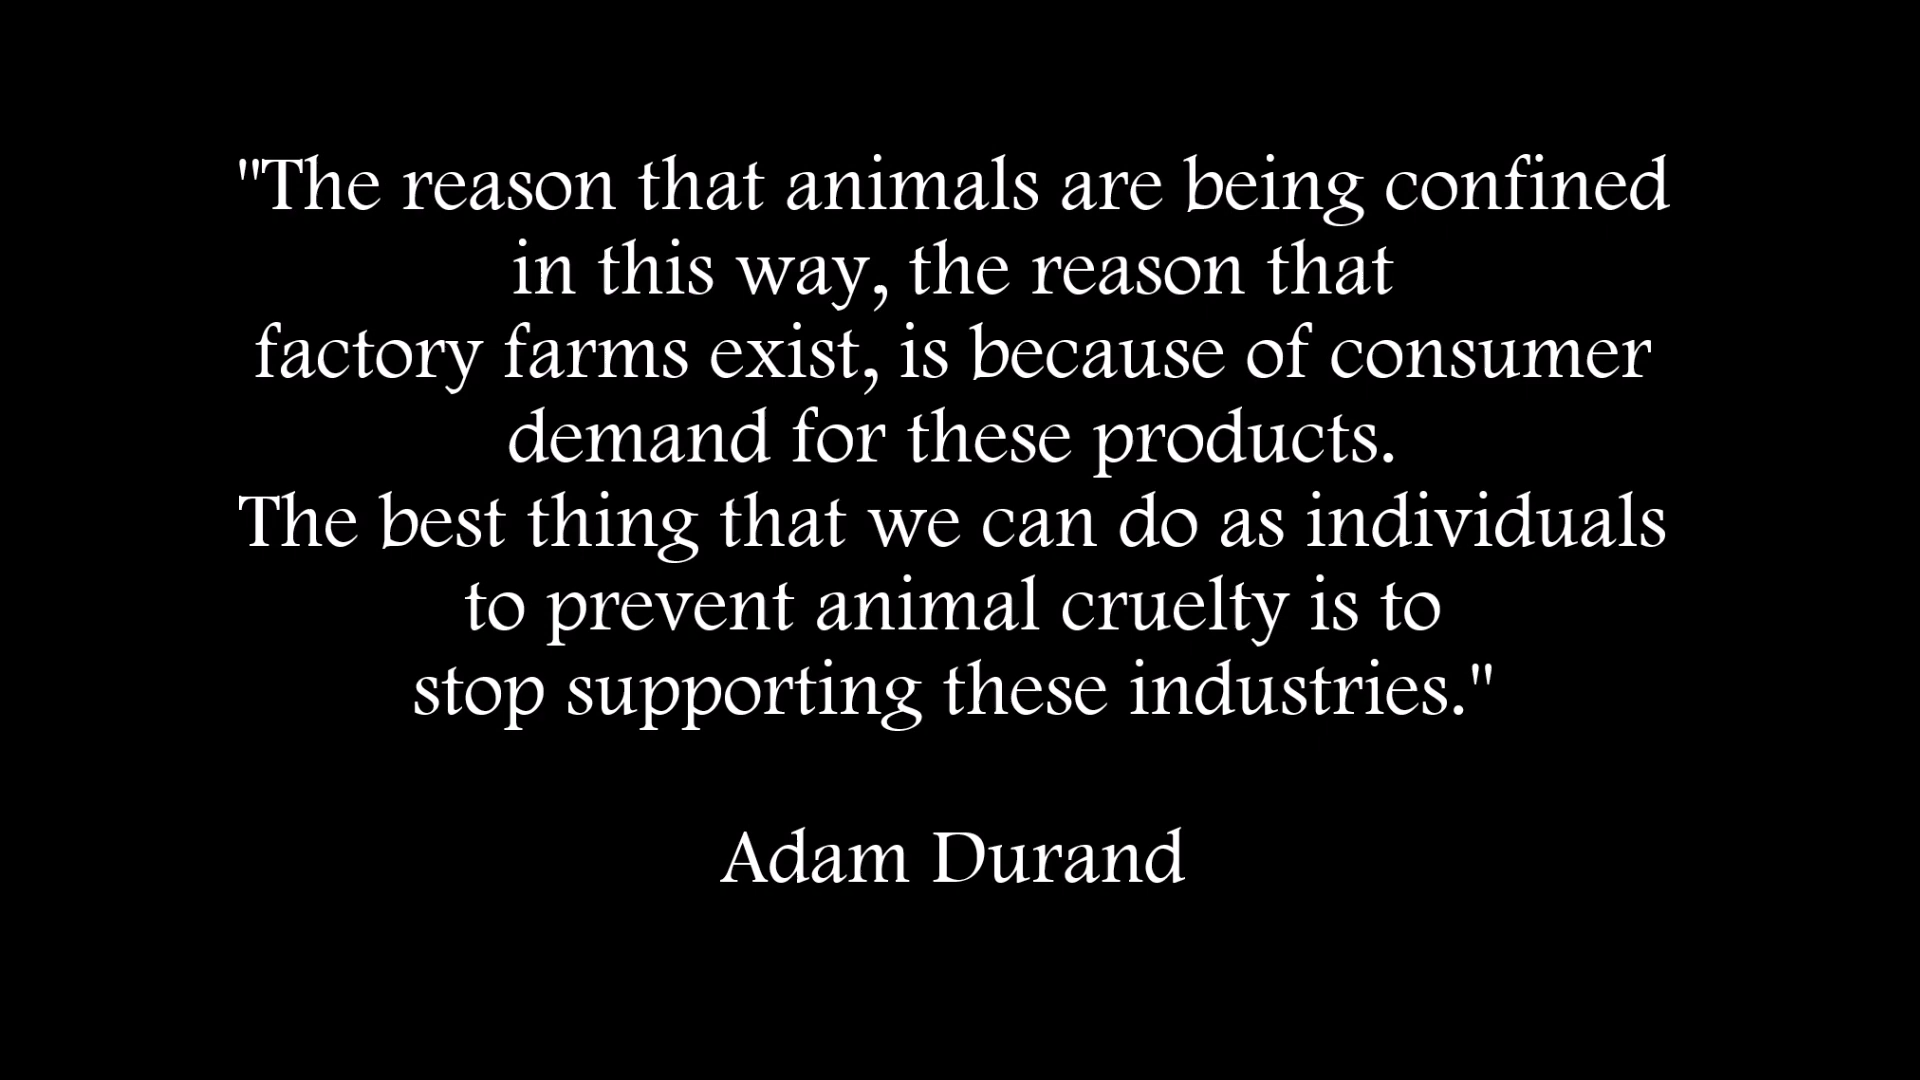 "The reason that animals are being confined
in this way, the reason that
factory farms exist, is because of consumer
demand for these products.
The best thing that we can do as individuals
to prevent animal cruelty is to
stop supporting these industries."
Adam Durand